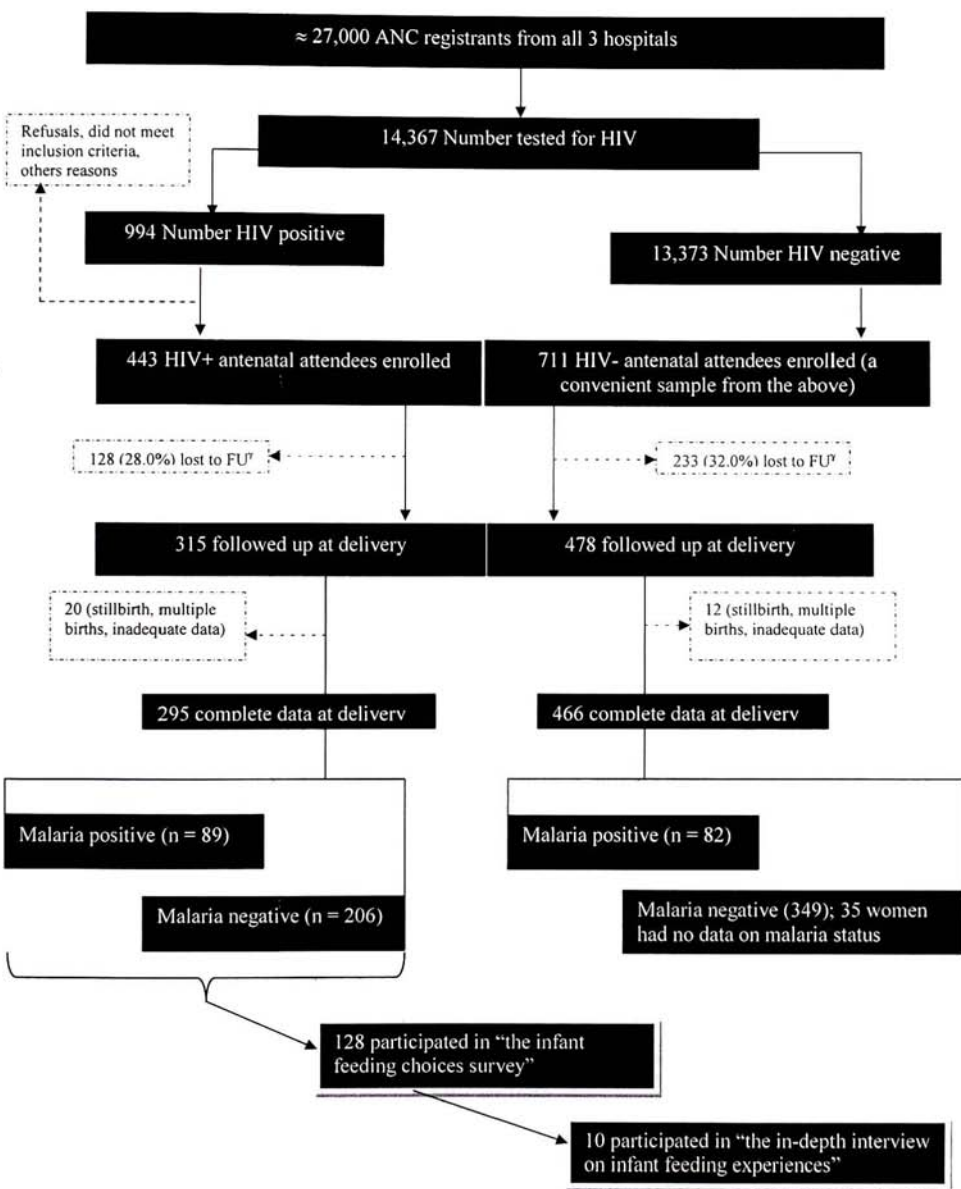 ≈ 27,000 ANC registrants from all 3 hospitals
14,367 Number tested for HIV
Refusals, did not meet
inclusion criteria,
others reasons
994 Number HIV positive
13,373 Number HIV negative
443 HIV+ antenatal attendees enrolled
711 HIV- antenatal attendees enrolled (a
convenient sample from the above)
128 (28.0%) lost to FUᵞ
233 (32.0%) lost to FUᵞ
315 followed up at delivery
478 followed up at delivery
20 (stillbirth, multiple
births, inadequate data)
12 (stillbirth, multiple
births, inadequate data)
295 complete data at delivery
466 complete data at delivery
Malaria positive (n = 89)
Malaria positive (n = 82)
Malaria negative (n = 206)
Malaria negative (349); 35 women
had no data on malaria status
128 participated in “the infant
feeding choices survey”
10 participated in “the in-depth interview
on infant feeding experiences”